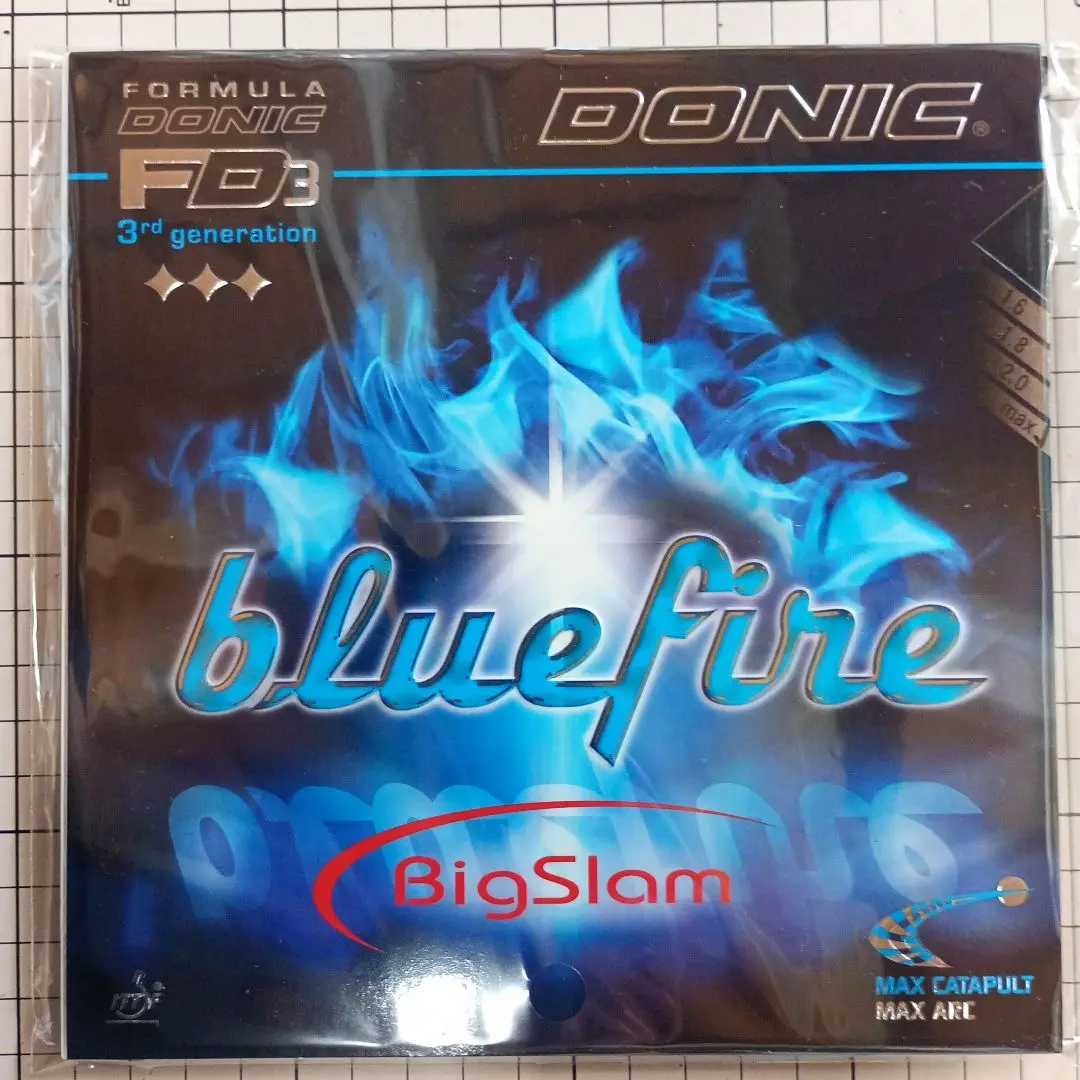 FORMULA
DONIC
FD3
3rd generation
DONIC®
1.6
1.8
2.0
max.
bluefire
BigSlam
ITTF
MAX CATAPULT
MAX ARC